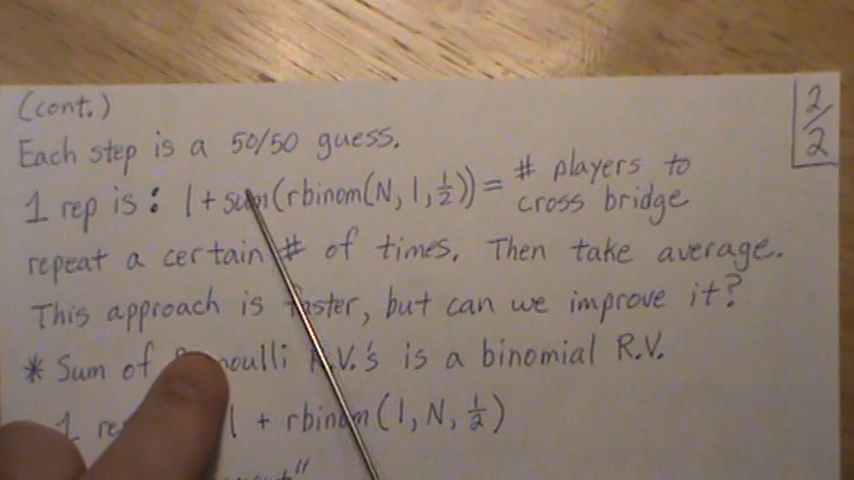 (cont.)
2/2
Each step is a 50/50 guess.
1 rep is: 1 + sum(rbinom(N, 1, 1/2)) = # players to cross bridge
repeat a certain # of times. Then take average.
This approach is faster, but can we improve it?
* Sum of R.V.'s is a binomial R.V.
1 1 + rbinom(1, N, 1/2)